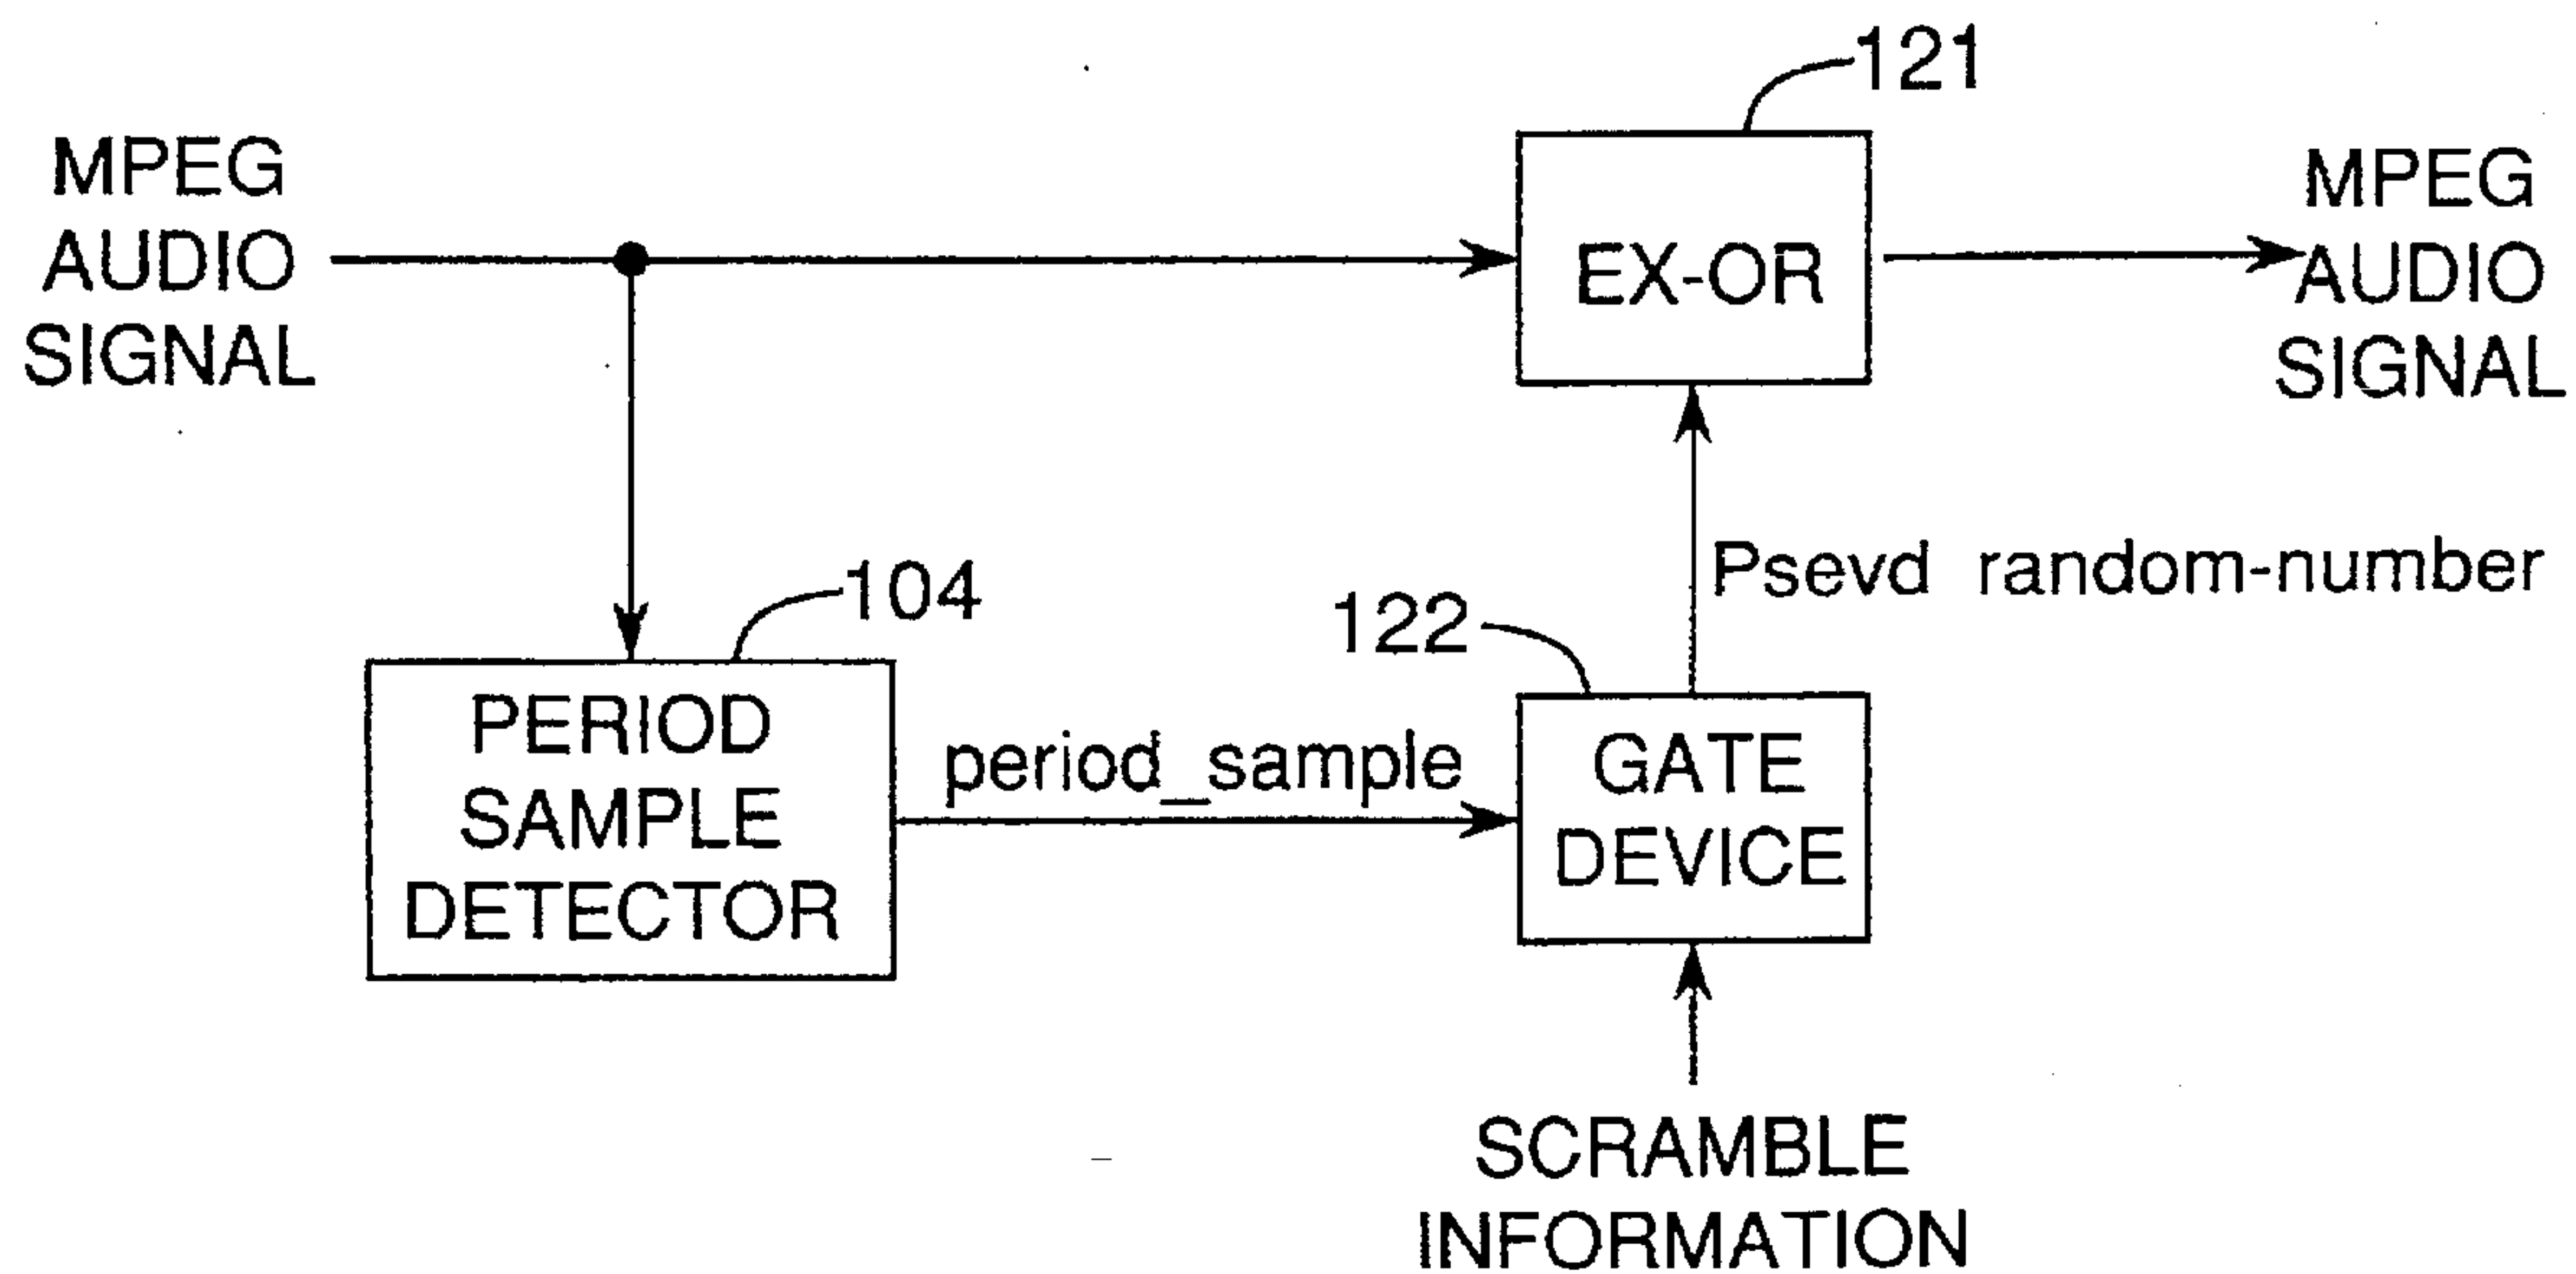 121
MPEG
AUDIO
SIGNAL
EX-OR
MPEG
AUDIO
SIGNAL
104
122
Psevd random-number
PERIOD
SAMPLE
DETECTOR
period_sample
GATE
DEVICE
SCRAMBLE
INFORMATION